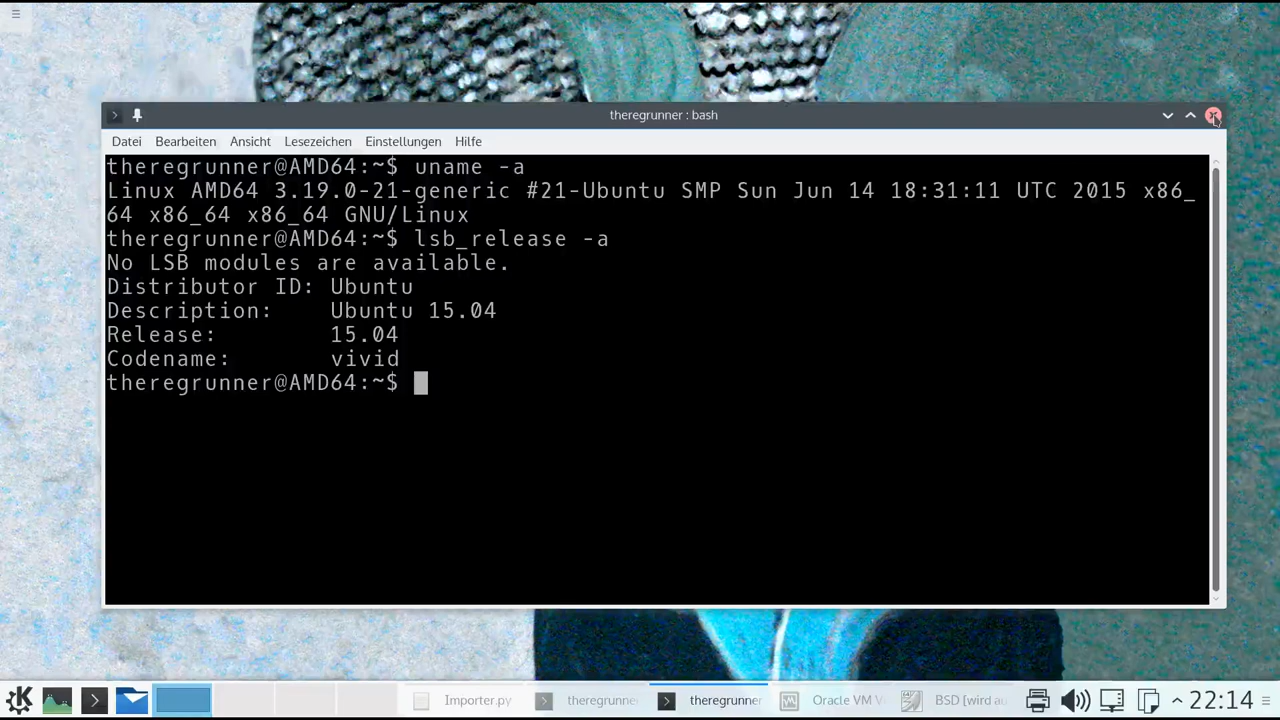 theregrunner : bash
Datei Bearbeiten Ansicht Lesezeichen Einstellungen Hilfe
theregrunner@AMD64:~$ uname -a
Linux AMD64 3.19.0-21-generic #21-Ubuntu SMP Sun Jun 14 18:31:11 UTC 2015 x86_
64 x86_64 x86_64 GNU/Linux
theregrunner@AMD64:~$ lsb_release -a
No LSB modules are available.
Distributor ID: Ubuntu
Description:    Ubuntu 15.04
Release:        15.04
Codename:       vivid
theregrunner@AMD64:~$
Importer.py theregrunne theregrunner Oracle VM V BSD [wird au 22:14